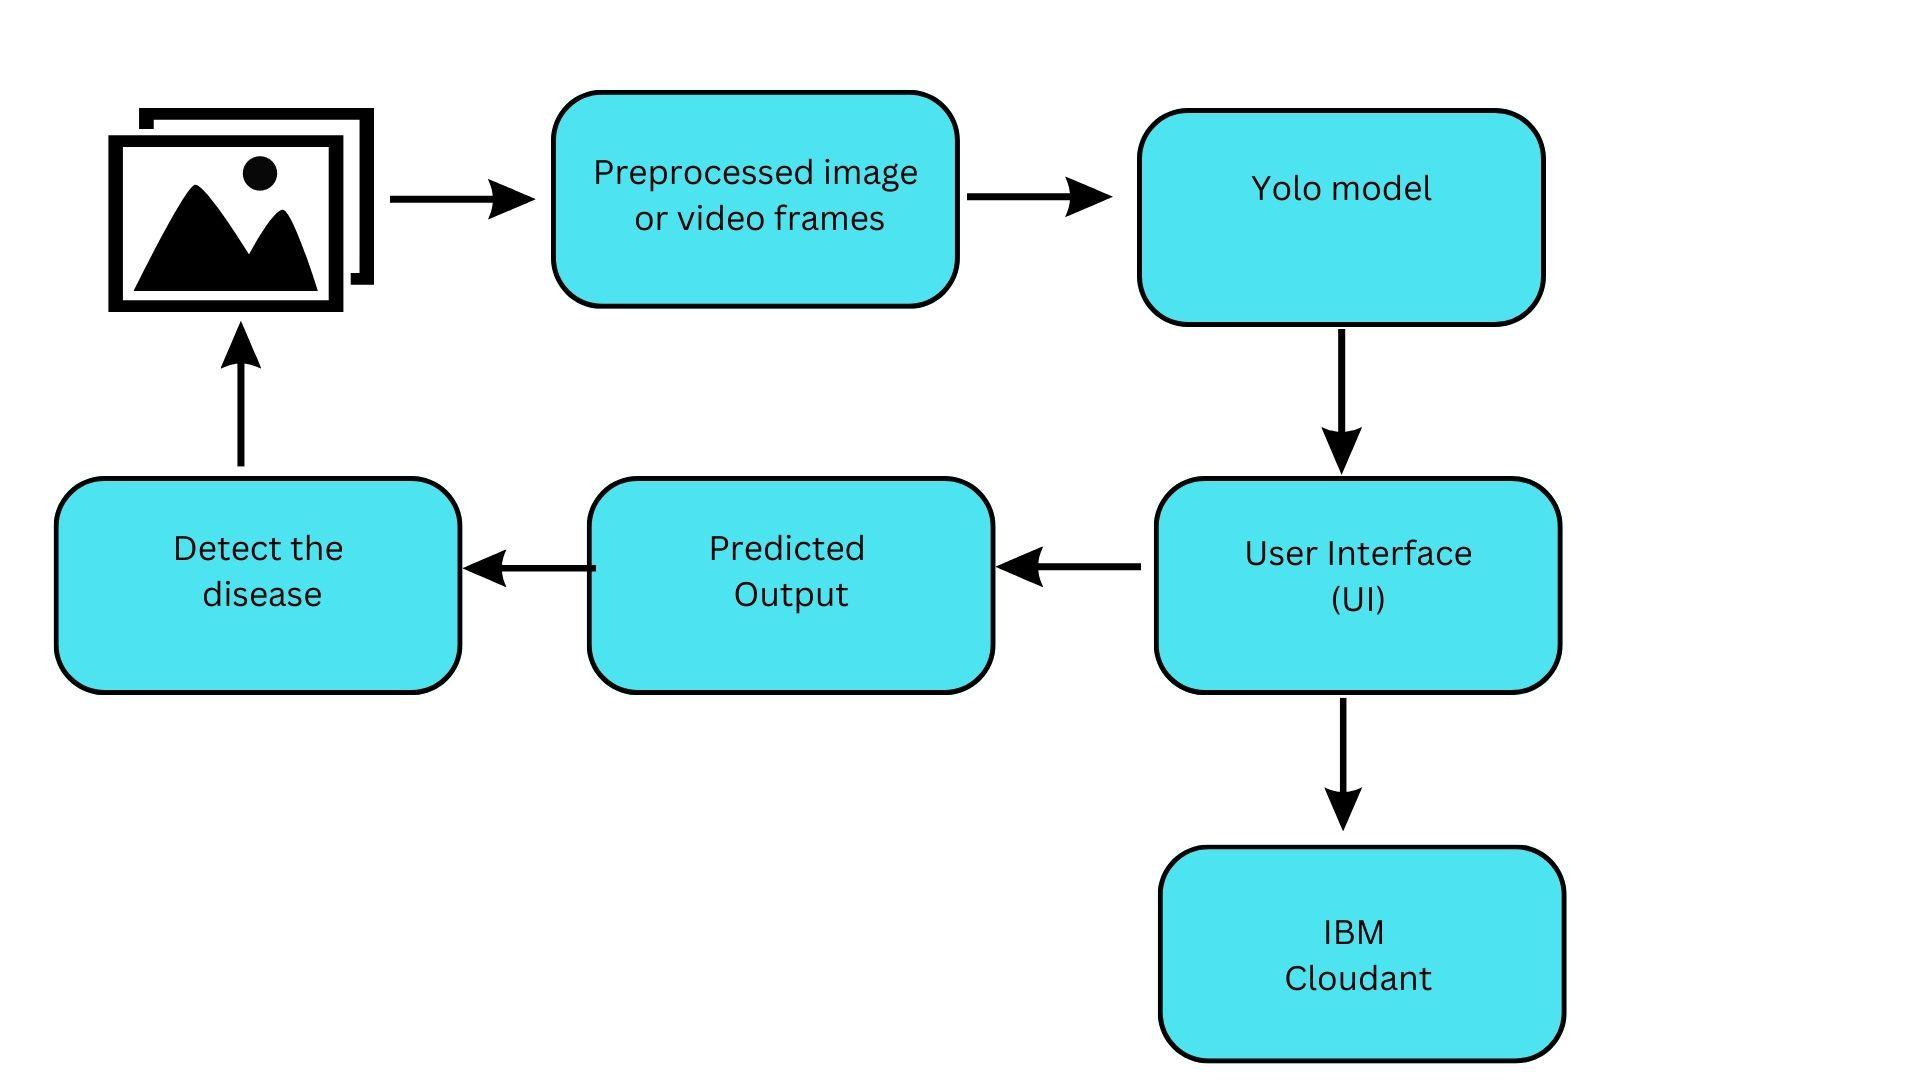 Preprocessed image
or video frames
Yolo model
Detect the
disease
Predicted
Output
User Interface
(UI)
IBM
Cloudant